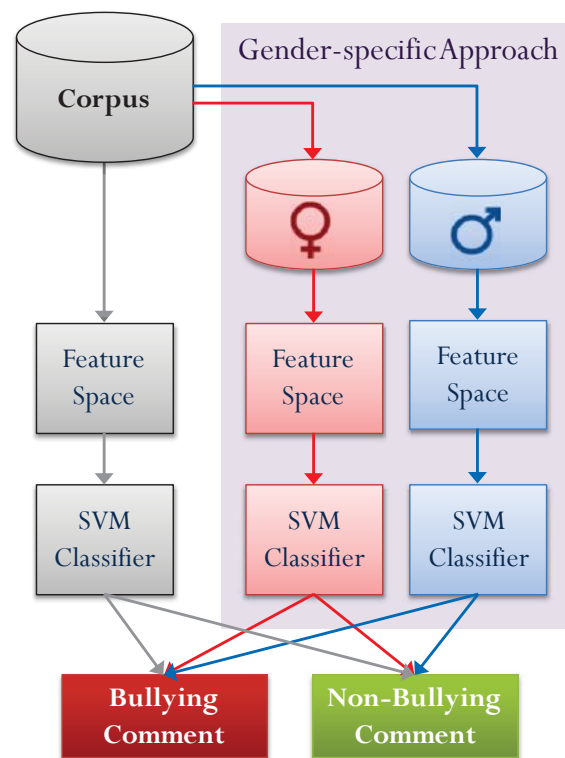 Gender-specific Approach
Corpus
Feature
Space
Feature
Space
Feature
Space
SVM
Classifier
SVM
Classifier
SVM
Classifier
Bullying
Comment
Non-Bullying
Comment